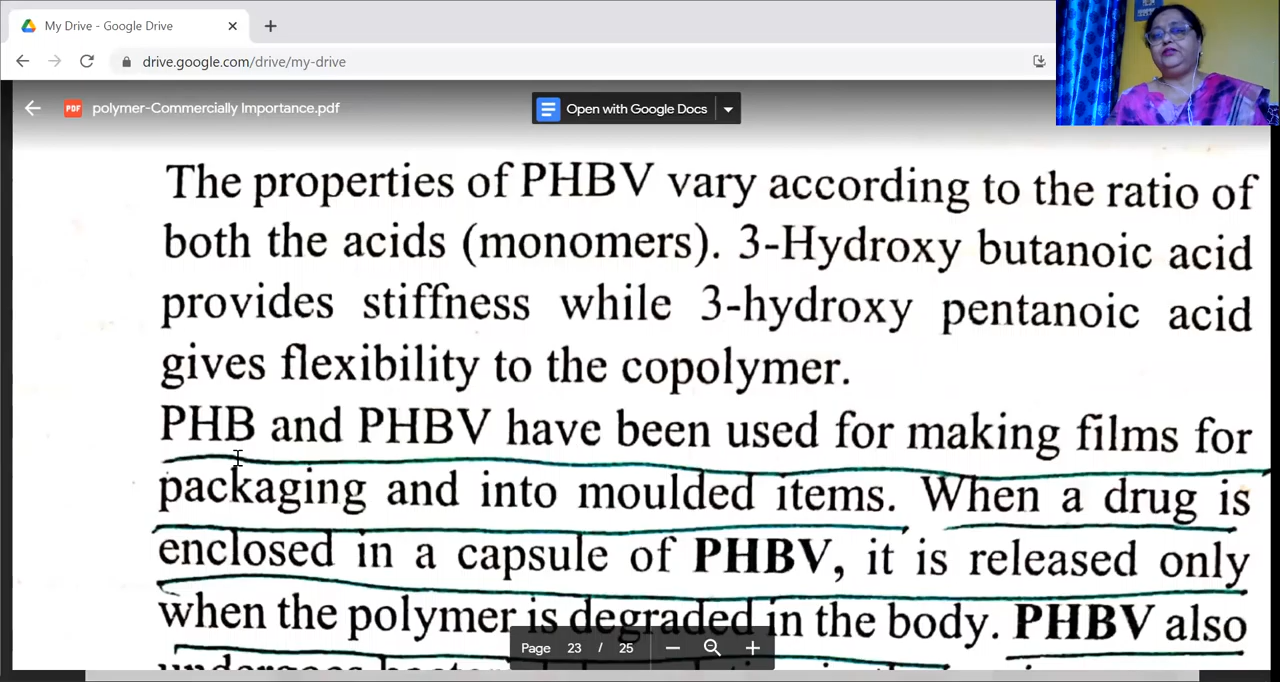 My Drive - Google Drive
drive.google.com/drive/my-drive
PDF polymer-Commercially Importance.pdf
Open with Google Docs
The properties of PHBV vary according to the ratio of
both the acids (monomers). 3-Hydroxy butanoic acid
provides stiffness while 3-hydroxy pentanoic acid
gives flexibility to the copolymer.
PHB and PHBV have been used for making films for
packaging and into moulded items. When a drug is
enclosed in a capsule of PHBV, it is released only
when the polymer is degraded in the body. PHBV also
Page 23 / 25